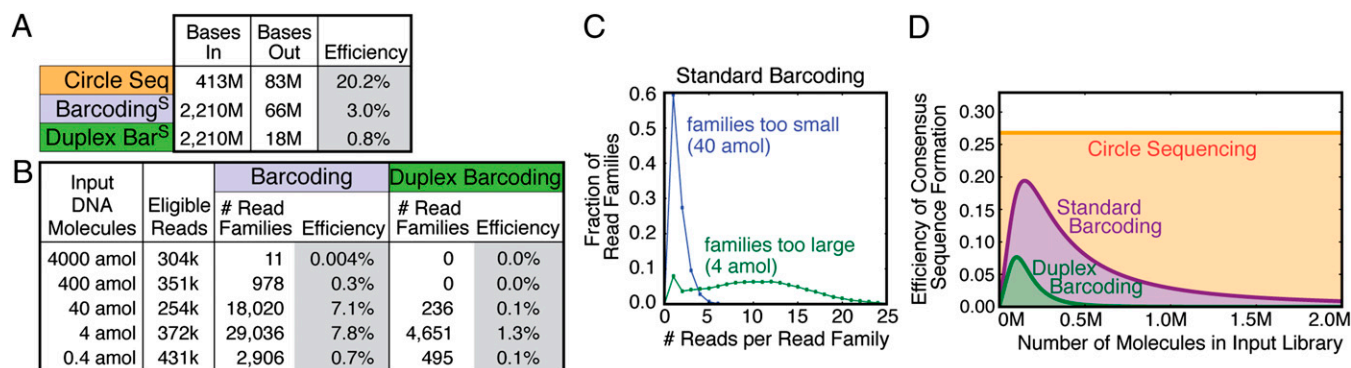 A
Bases In
Bases Out
Efficiency
Circle Seq 413M 83M 20.2%
Barcodingˢ 2,210M 66M 3.0%
Duplex Barˢ 2,210M 18M 0.8%
B
Input DNA Molecules
Eligible Reads
Barcoding
Duplex Barcoding
# Read Families
Efficiency
# Read Families
Efficiency
4000 amol 304k 11 0.004% 0 0.0%
400 amol 351k 978 0.3% 0 0.0%
40 amol 254k 18,020 7.1% 236 0.1%
4 amol 372k 29,036 7.8% 4,651 1.3%
0.4 amol 431k 2,906 0.7% 495 0.1%
C
Standard Barcoding
Fraction of
Read Families
0.6
0.5
0.4
0.3
0.2
0.1
0.0
families too small
(40 amol)
families too large
(4 amol)
0 5 10 15 20 25
# Reads per Read Family
D
Efficiency of Consensus
Sequence Formation
0.30
0.25
0.20
0.15
0.10
0.05
0.00
Circle Sequencing
Standard
Barcoding
Duplex
Barcoding
0M 0.5M 1.0M 1.5M 2.0M
Number of Molecules in Input Library